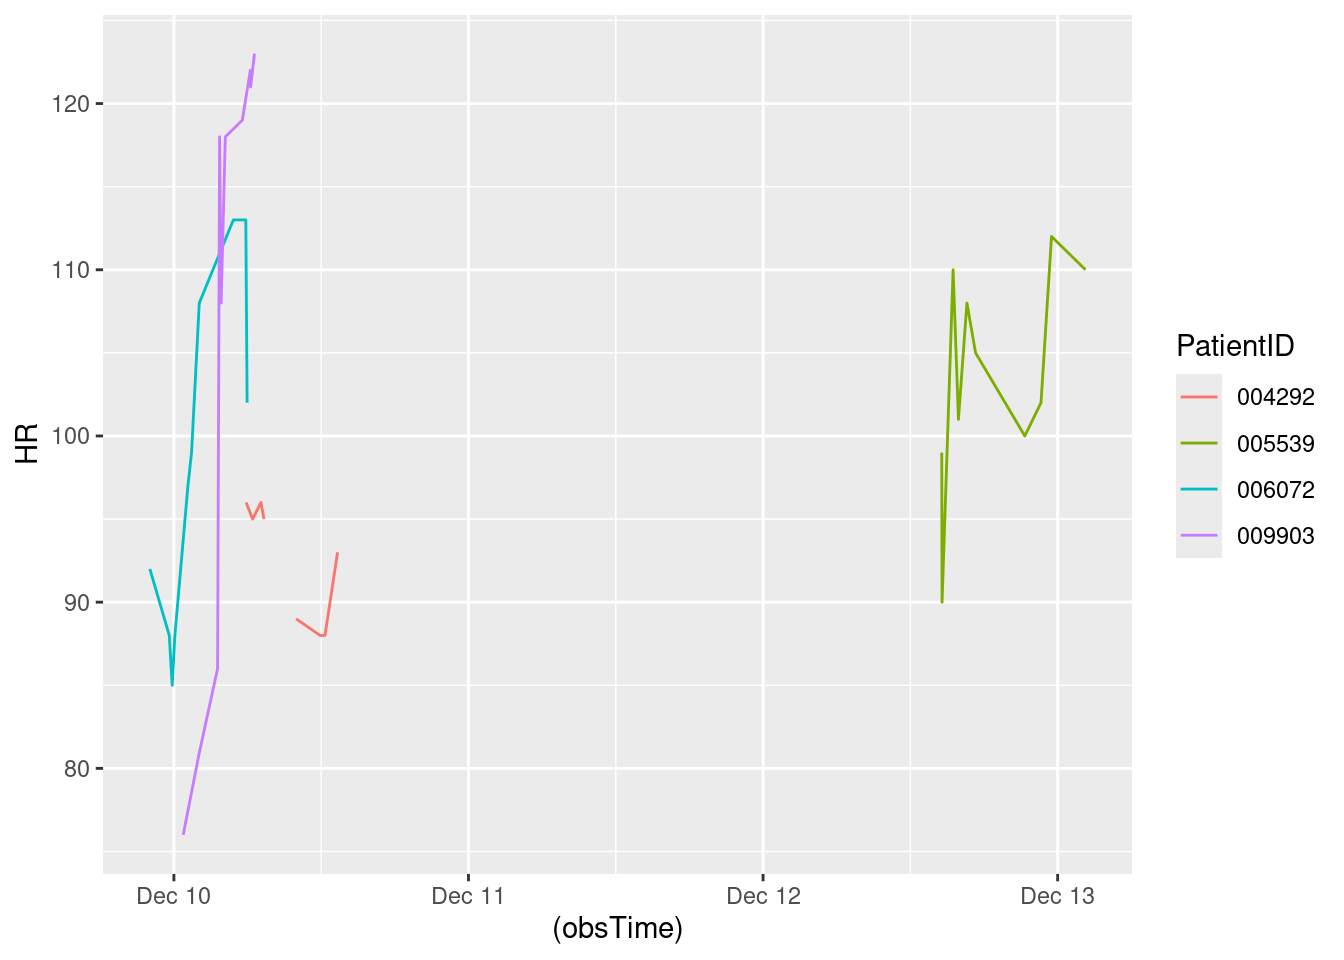 120
110
100
90
80
HR
Dec 10
Dec 11
Dec 12
Dec 13
(obsTime)
PatientID
004292
005539
006072
009903